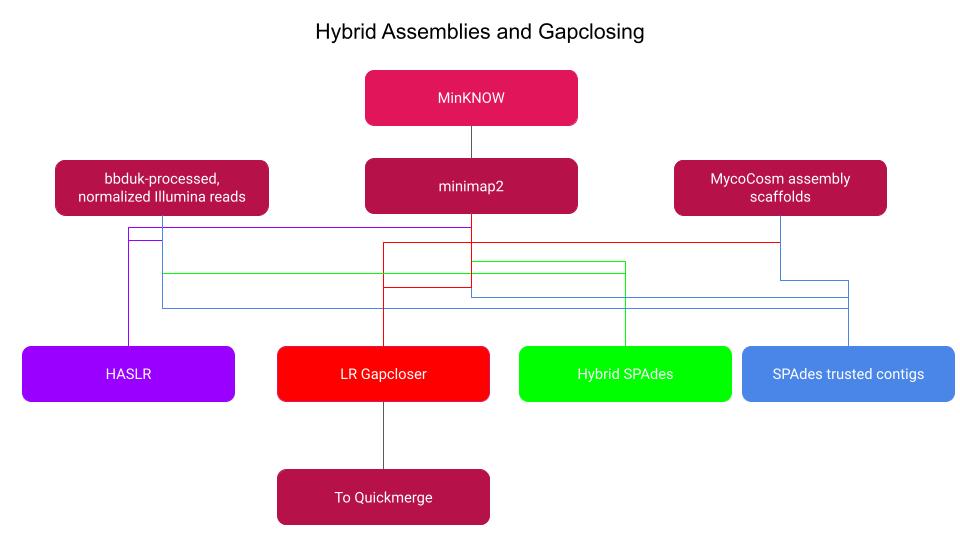 Hybrid Assemblies and Gapclosing
MinKNOW
bbduk-processed,
normalized Illumina reads
minimap2
MycoCosm assembly
scaffolds
HASLR
LR Gapcloser
Hybrid SPAdes
SPAdes trusted contigs
To Quickmerge